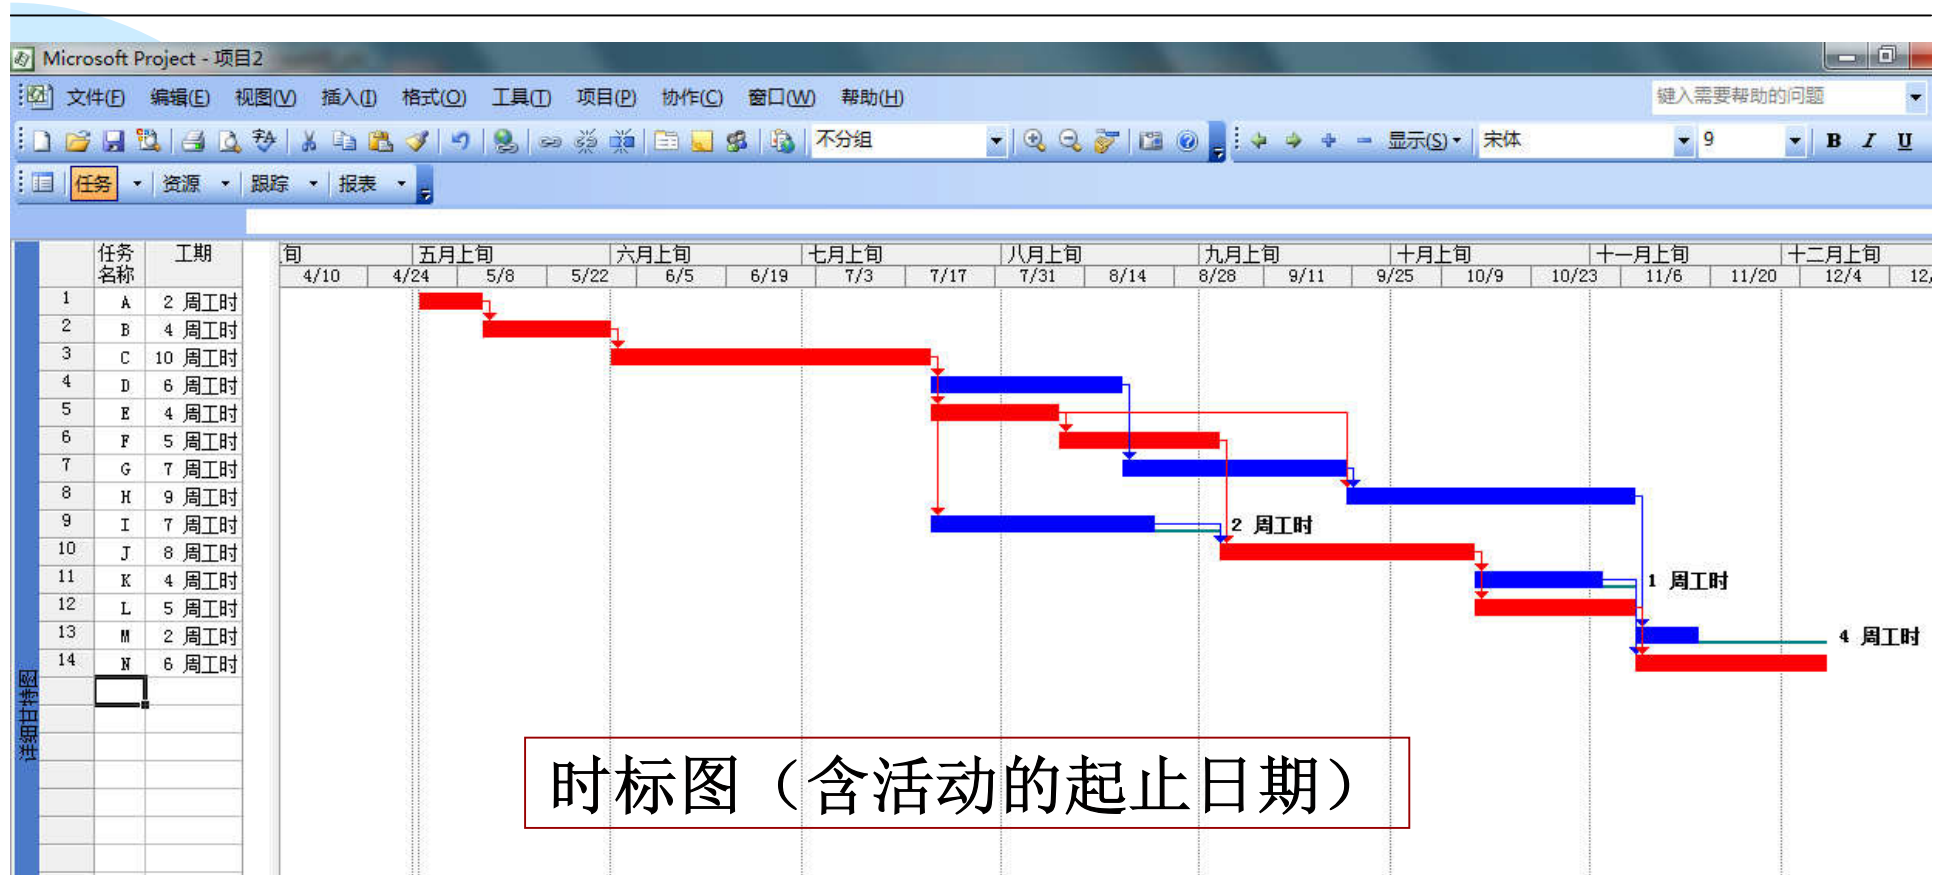 Microsoft Project - 项目2
文件(F) 编辑(E) 视图(V) 插入(I) 格式(O) 工具(T) 项目(P) 协作(C) 窗口(W) 帮助(H) 键入需要帮助的问题
不分组 显示(S) 宋体 9 B I U
任务 资源 跟踪 报表
任务名称 工期 旬 五月上旬 六月上旬 七月上旬 八月上旬 九月上旬 十月上旬 十一月上旬 十二月上旬
4/10 4/24 5/8 5/22 6/5 6/19 7/3 7/17 7/31 8/14 8/28 9/11 9/25 10/9 10/23 11/6 11/20 12/4 12/
1 A 2 周工时
2 B 4 周工时
3 C 10 周工时
4 D 6 周工时
5 E 4 周工时
6 F 5 周工时
7 G 7 周工时
8 H 9 周工时
9 I 7 周工时 2 周工时
10 J 8 周工时
11 K 4 周工时 1 周工时
12 L 5 周工时
13 M 2 周工时 4 周工时
14 N 6 周工时
详细甘特图
时标图（含活动的起止日期）